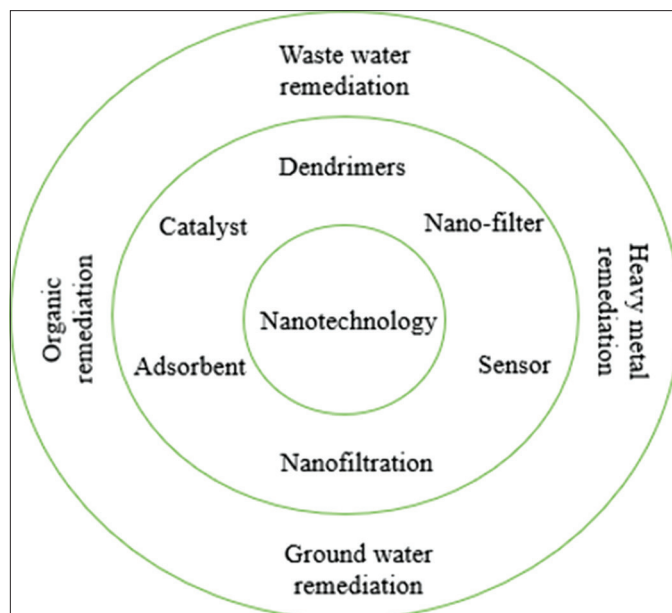 Waste water
remediation
Dendrimers
Catalyst
Nano-filter
Organic
remediation
Heavy metal
remediation
Nanotechnology
Adsorbent
Sensor
Nanofiltration
Ground water
remediation